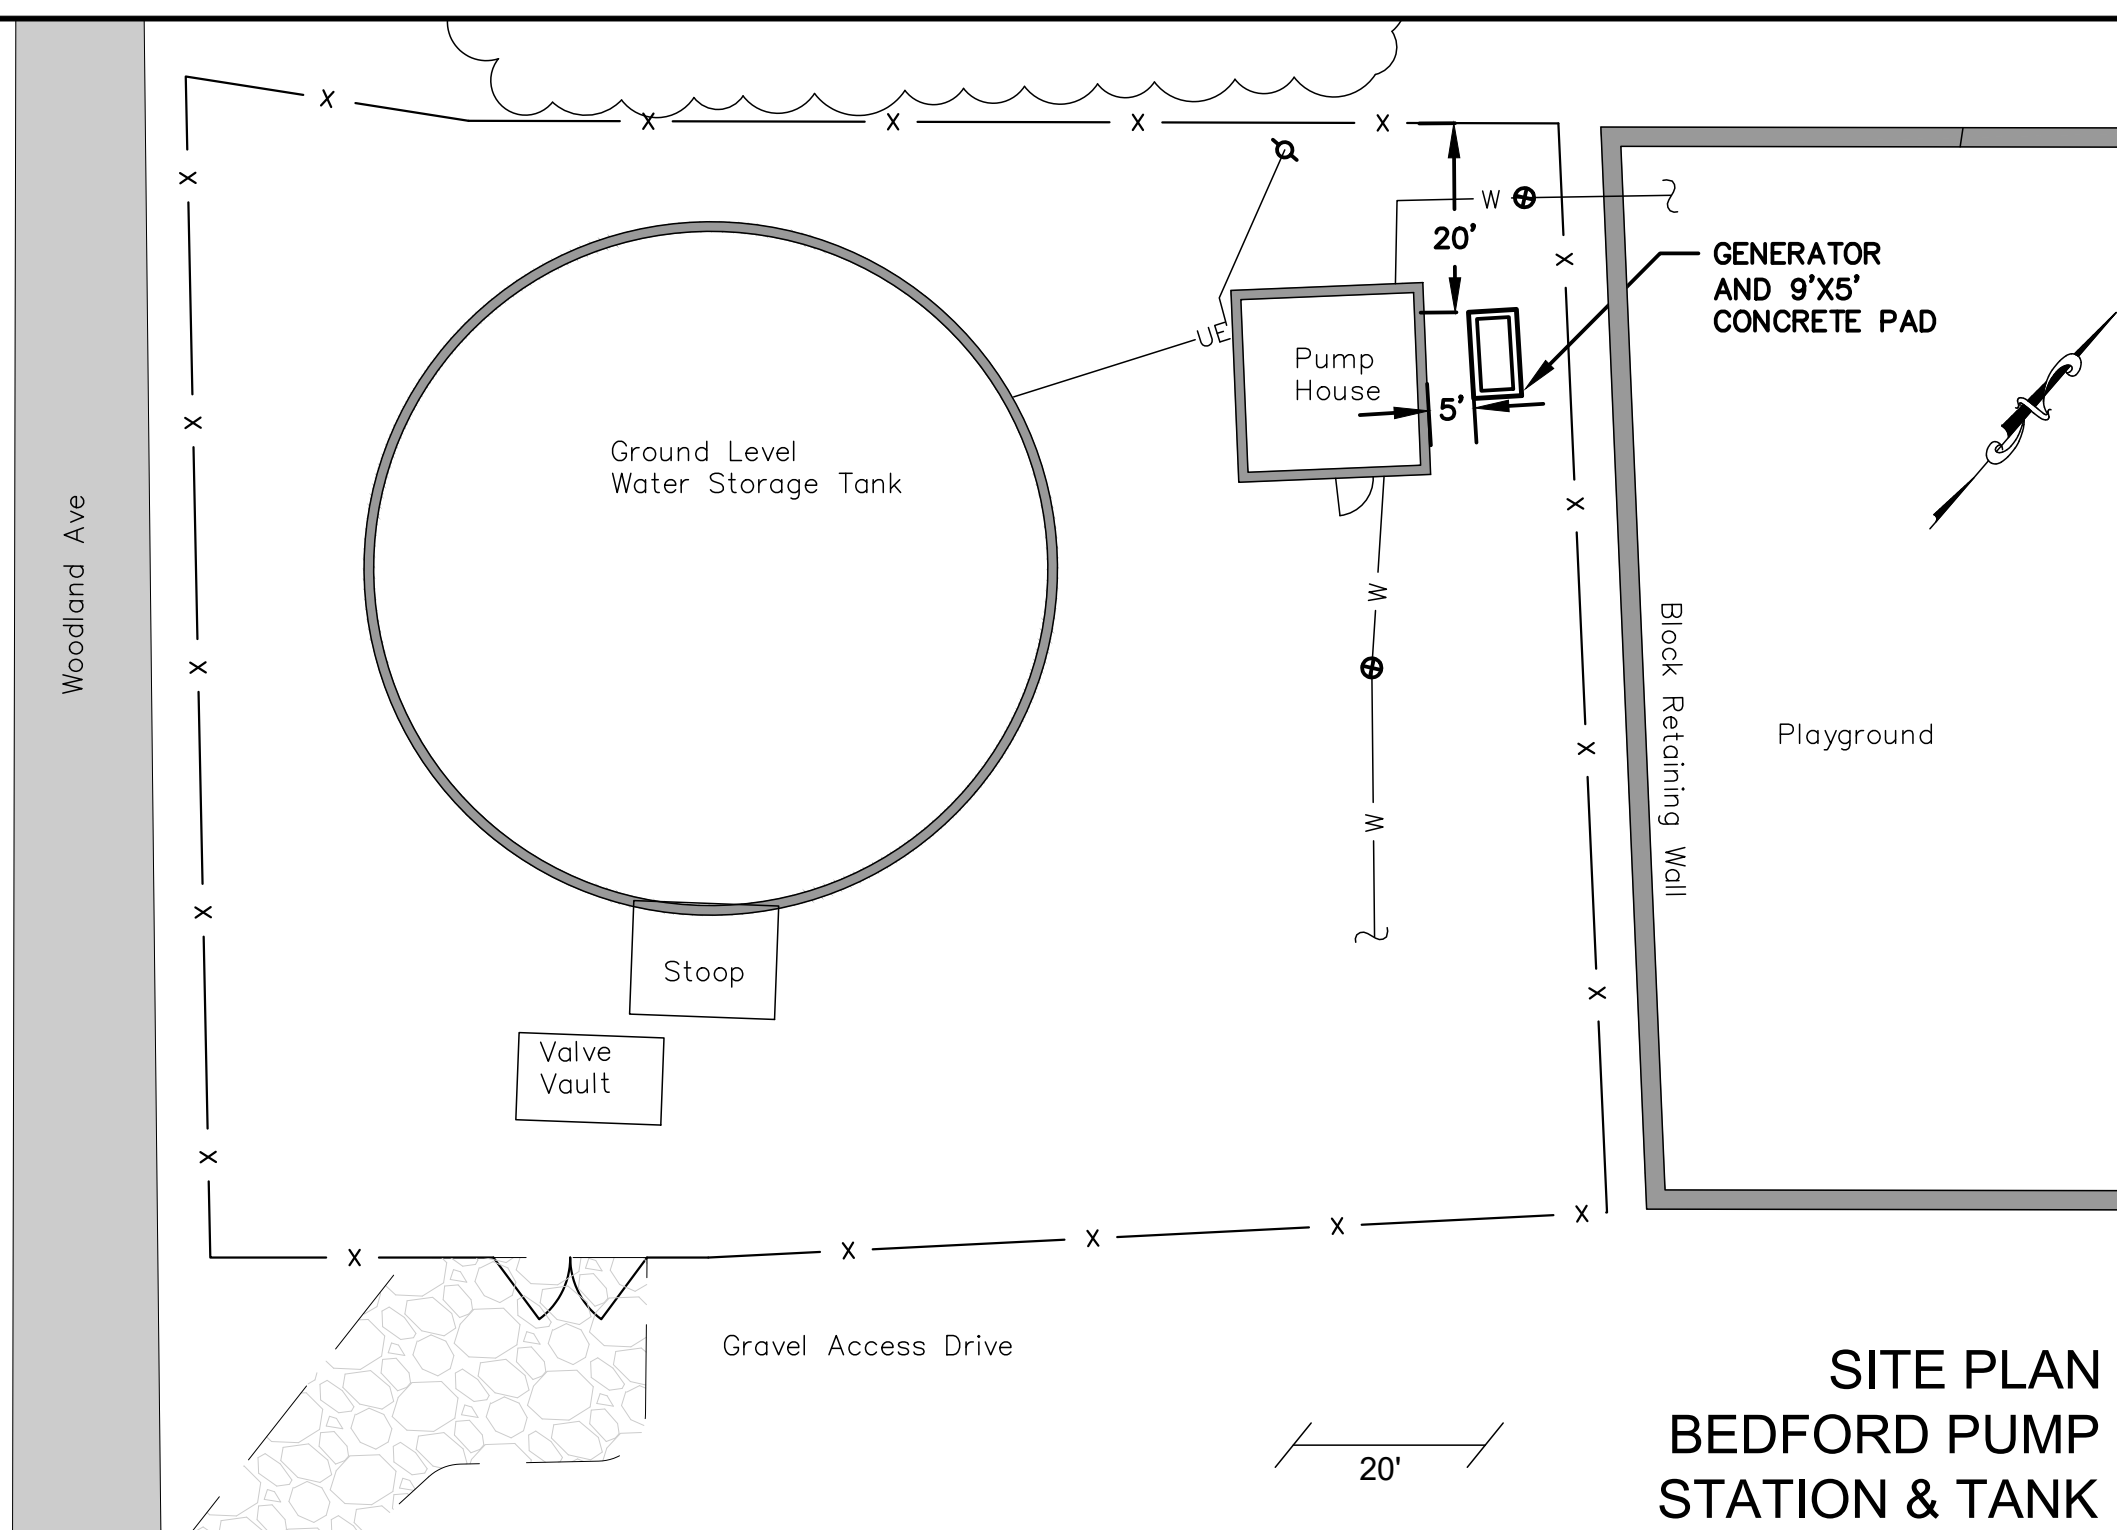 X
X
X
X
X
X
W
20'
X
GENERATOR
AND 9'X5'
CONCRETE PAD
UE
Pump
House
5'
X
Ground Level
Water Storage Tank
X
Woodland Ave
W
Block Retaining Wall
X
X
Playground
W
X
Stoop
X
Valve
Vault
X
X
X
X
X
X
Gravel Access Drive
20'
SITE PLAN
BEDFORD PUMP
STATION & TANK